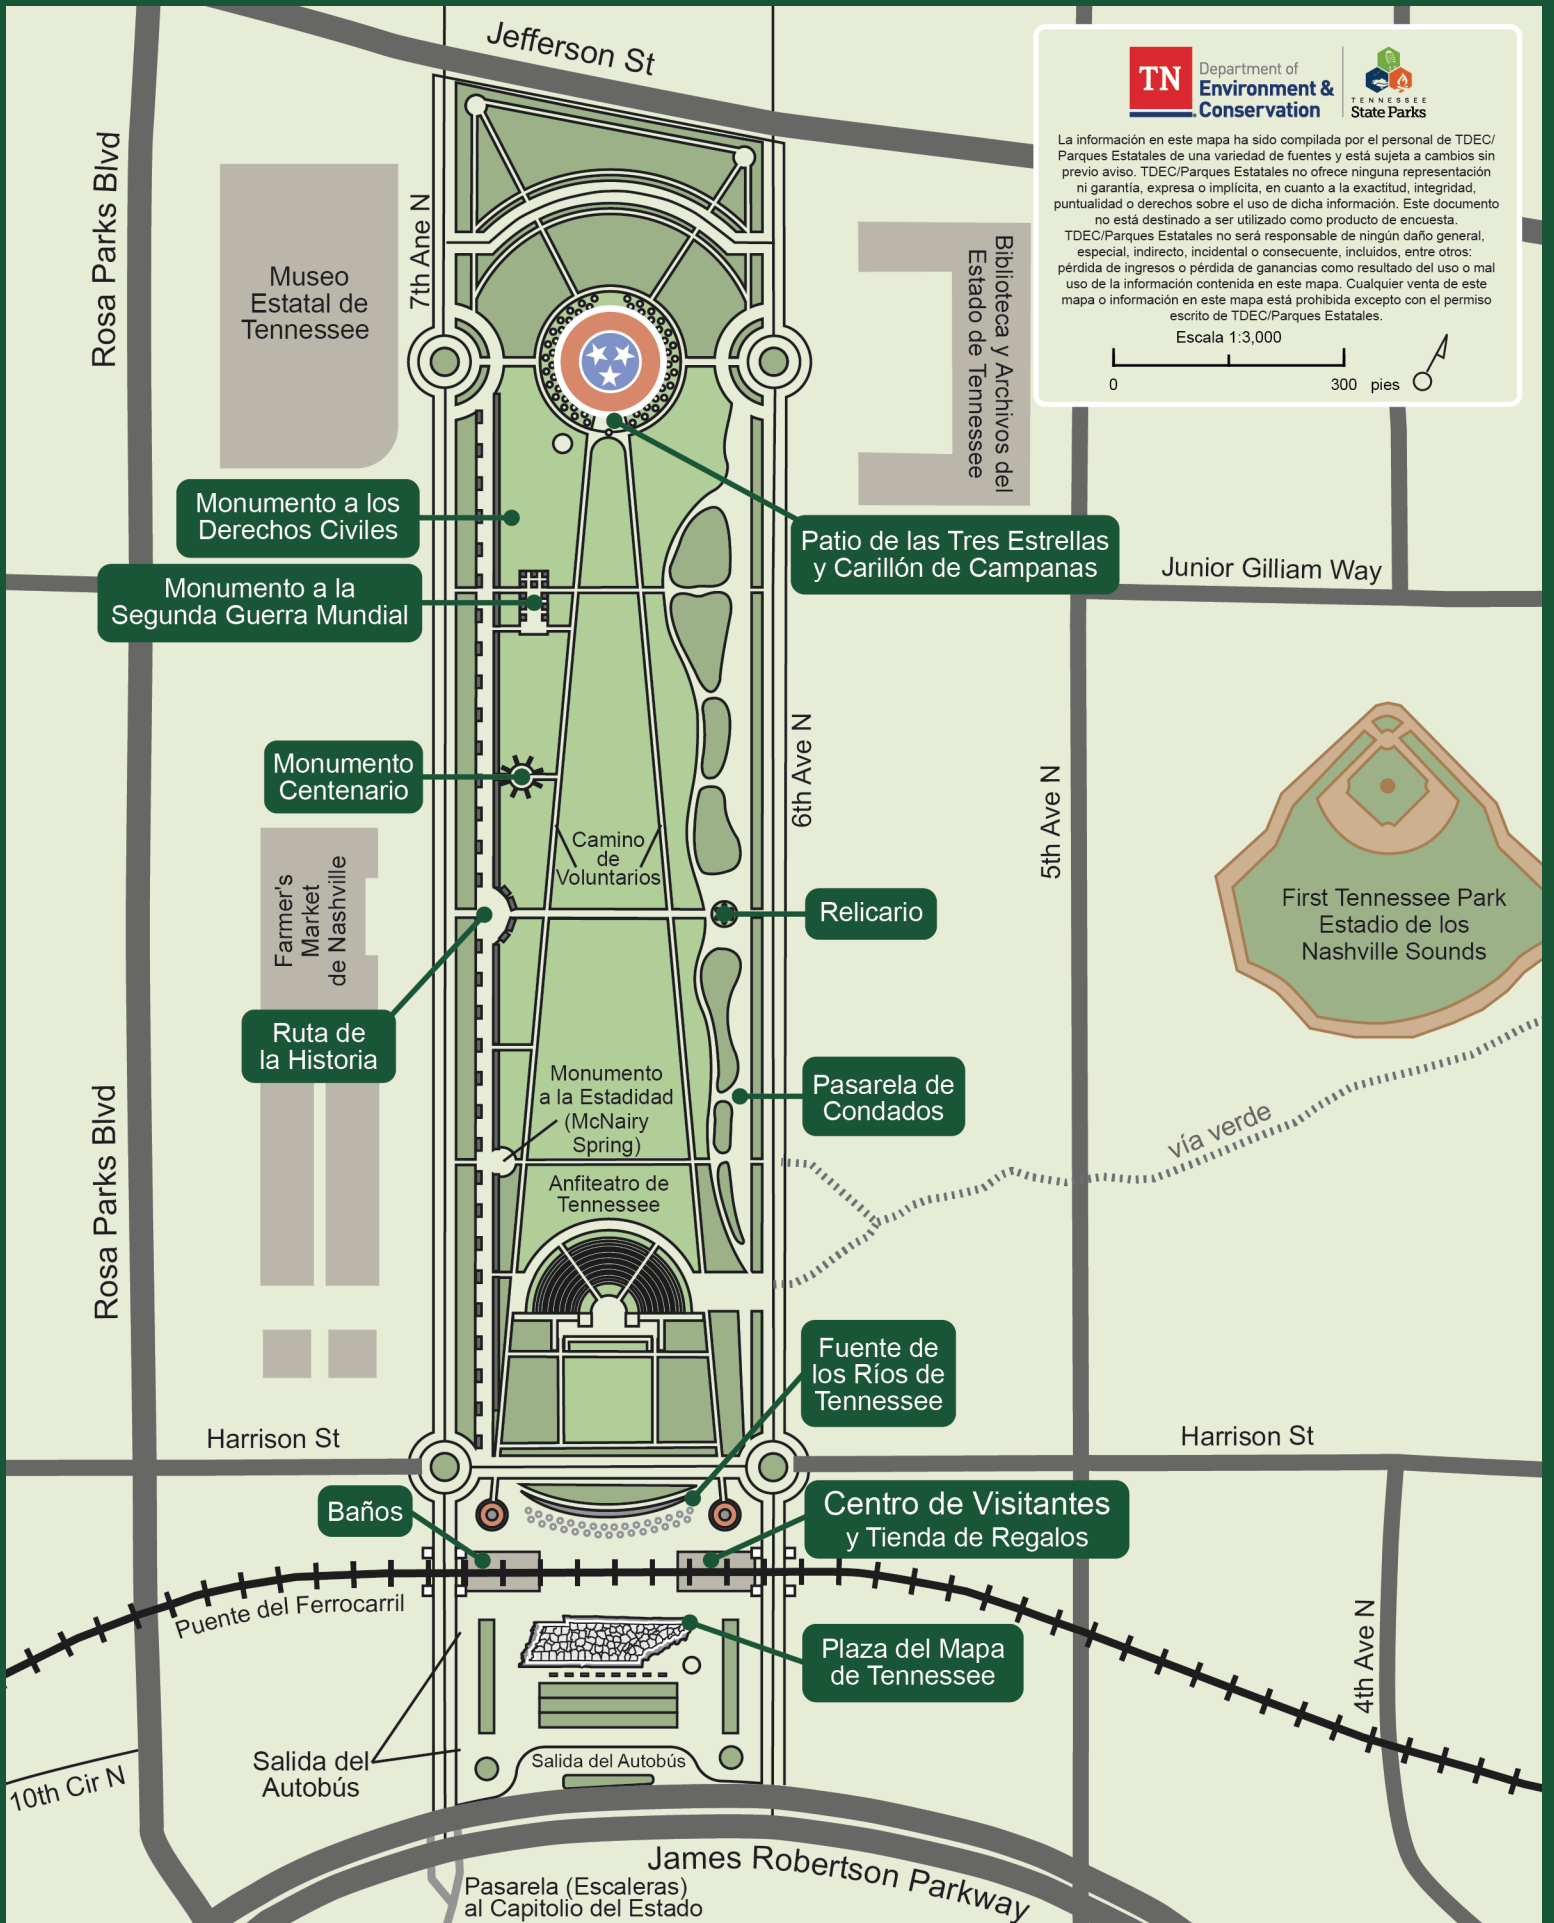 Jefferson St
TN
Department of
Environment &
Conservation
TENNESSEE
State Parks
La información en este mapa ha sido compilada por el personal de TDEC/
Parques Estatales de una variedad de fuentes y está sujeta a cambios sin
previo aviso. TDEC/Parques Estatales no ofrece ninguna representación
ni garantía, expresa o implícita, en cuanto a la exactitud, integridad,
puntualidad o derechos sobre el uso de dicha información. Este documento
no está destinado a ser utilizado como producto de encuesta.
TDEC/Parques Estatales no será responsable de ningún daño general,
especial, indirecto, incidental o consecuente, incluidos, entre otros:
pérdida de ingresos o pérdida de ganancias como resultado del uso o mal
uso de la información contenida en este mapa. Cualquier venta de este
mapa o información en este mapa está prohibida excepto con el permiso
escrito de TDEC/Parques Estatales.
Escala 1:3,000
0 300 pies
Rosa Parks Blvd
7th Ane N
Museo
Estatal de
Tennessee
Biblioteca y Archivos del
Estado de Tennessee
Monumento a los
Derechos Civiles
Patio de las Tres Estrellas
y Carillón de Campanas
Junior Gilliam Way
Monumento a la
Segunda Guerra Mundial
Monumento
Centenario
6th Ave N
5th Ave N
Camino
de
Voluntarios
Farmer's
Market
de Nashville
Relicario
First Tennessee Park
Estadio de los
Nashville Sounds
Ruta de
la Historia
Monumento
a la Estadidad
(McNairy
Spring)
Pasarela de
Condados
vía verde
Rosa Parks Blvd
Anfiteatro de
Tennessee
Fuente de
los Ríos de
Tennessee
Harrison St
Harrison St
Baños
Centro de Visitantes
y Tienda de Regalos
Puente del Ferrocarril
Plaza del Mapa
de Tennessee
4th Ave N
Salida del
Autobús
Salida del Autobús
10th Cir N
James Robertson Parkway
Pasarela (Escaleras)
al Capitolio del Estado